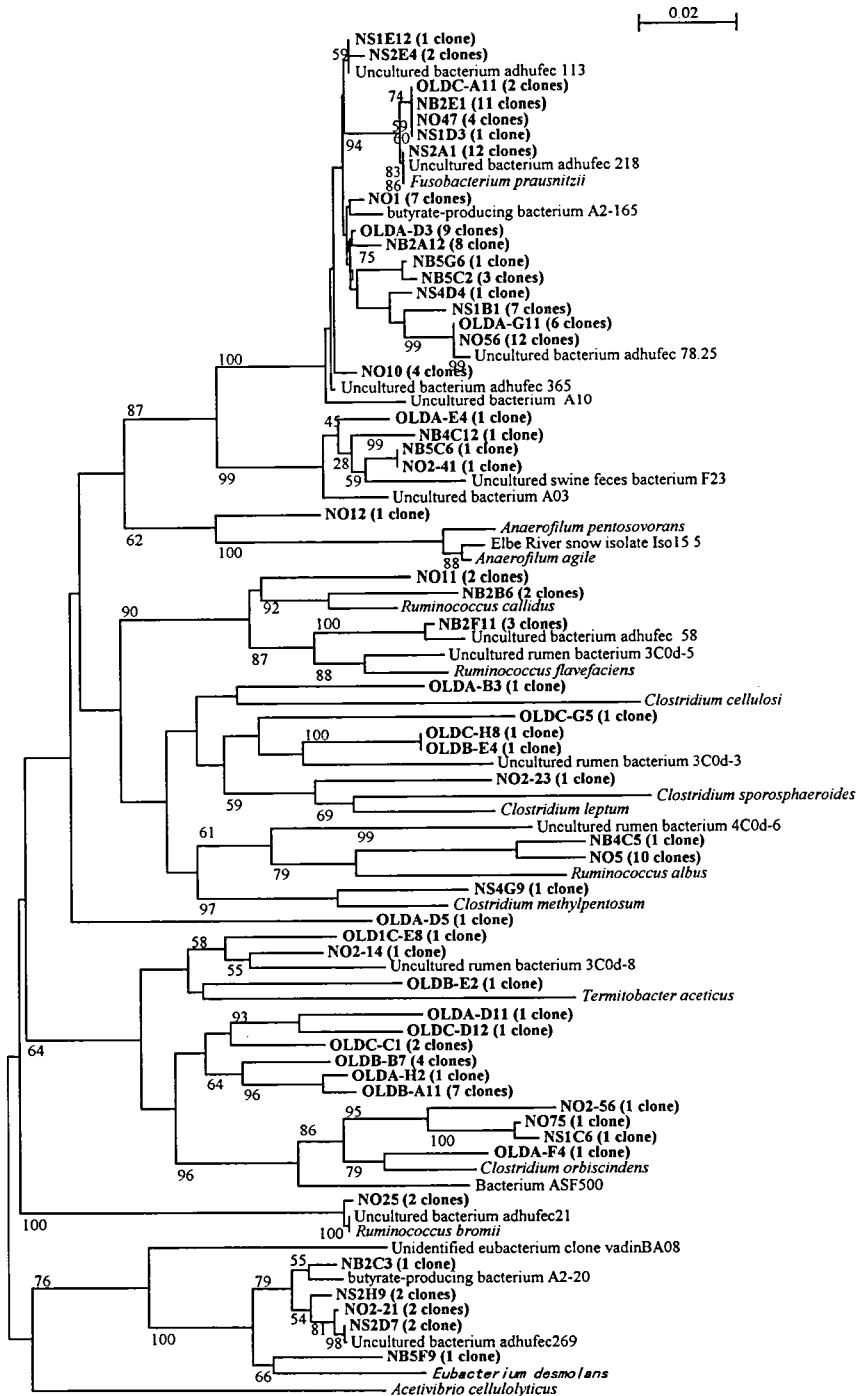 0.02
NS1E12 (1 clone)
59
NS2E4 (2 clones)
Uncultured bacterium adhufec 113
OLDC-A11 (2 clones)
74
NB2E1 (11 clones)
NO47 (4 clones)
59
NS1D3 (1 clone)
60
94
NS2A1 (12 clones)
Uncultured bacterium adhufec 218
83
Fusobacterium prausnitzii
86
NO1 (7 clones)
butyrate-producing bacterium A2-165
OLDA-D3 (9 clones)
NB2A12 (8 clone)
75
NB5G6 (1 clone)
NB5C2 (3 clones)
NS4D4 (1 clone)
NS1B1 (7 clones)
OLDA-G11 (6 clones)
NO56 (12 clones)
99
Uncultured bacterium adhufec 78.25
99
100
NO10 (4 clones)
Uncultured bacterium adhufec 365
Uncultured bacterium A10
87
OLDA-E4 (1 clone)
45
NB4C12 (1 clone)
99
NB5C6 (1 clone)
28
NO2-41 (1 clone)
99
59
Uncultured swine feces bacterium F23
Uncultured bacterium A03
NO12 (1 clone)
62
Anaerofilum pentosovorans
100
Elbe River snow isolate Iso15 5
88
Anaerofilum agile
NO11 (2 clones)
NB2B6 (2 clones)
90
92
Ruminococcus callidus
NB2F11 (3 clones)
100
Uncultured bacterium adhufec 58
87
Uncultured rumen bacterium 3C0d-5
88
Ruminococcus flavefaciens
OLDA-B3 (1 clone)
Clostridium cellulosi
OLDC-G5 (1 clone)
OLDC-H8 (1 clone)
100
OLDB-E4 (1 clone)
Uncultured rumen bacterium 3C0d-3
NO2-23 (1 clone)
59
Clostridium sporosphaeroides
69
Clostridium leptum
Uncultured rumen bacterium 4C0d-6
61
99
NB4C5 (1 clone)
NO5 (10 clones)
79
Ruminococcus albus
NS4G9 (1 clone)
97
Clostridium methylpentosum
OLDA-D5 (1 clone)
OLD1C-E8 (1 clone)
58
NO2-14 (1 clone)
55
Uncultured rumen bacterium 3C0d-8
OLDB-E2 (1 clone)
Termitobacter aceticus
OLDA-D11 (1 clone)
93
OLDC-D12 (1 clone)
OLDC-C1 (2 clones)
64
OLDB-B7 (4 clones)
64
OLDA-H2 (1 clone)
96
OLDB-A11 (7 clones)
NO2-56 (1 clone)
95
NO75 (1 clone)
86
100
NS1C6 (1 clone)
OLDA-F4 (1 clone)
79
Clostridium orbiscindens
96
Bacterium ASF500
NO25 (2 clones)
Uncultured bacterium adhufec21
100
100
Ruminococcus bromii
Unidentified eubacterium clone vadinBA08
NB2C3 (1 clone)
55
76
79
butyrate-producing bacterium A2-20
NS2H9 (2 clones)
NO2-21 (2 clones)
54
81
NS2D7 (2 clone)
100
98
Uncultured bacterium adhufec269
NB5F9 (1 clone)
66
Eubacterium desmolans
Acetivibrio cellulolyticus